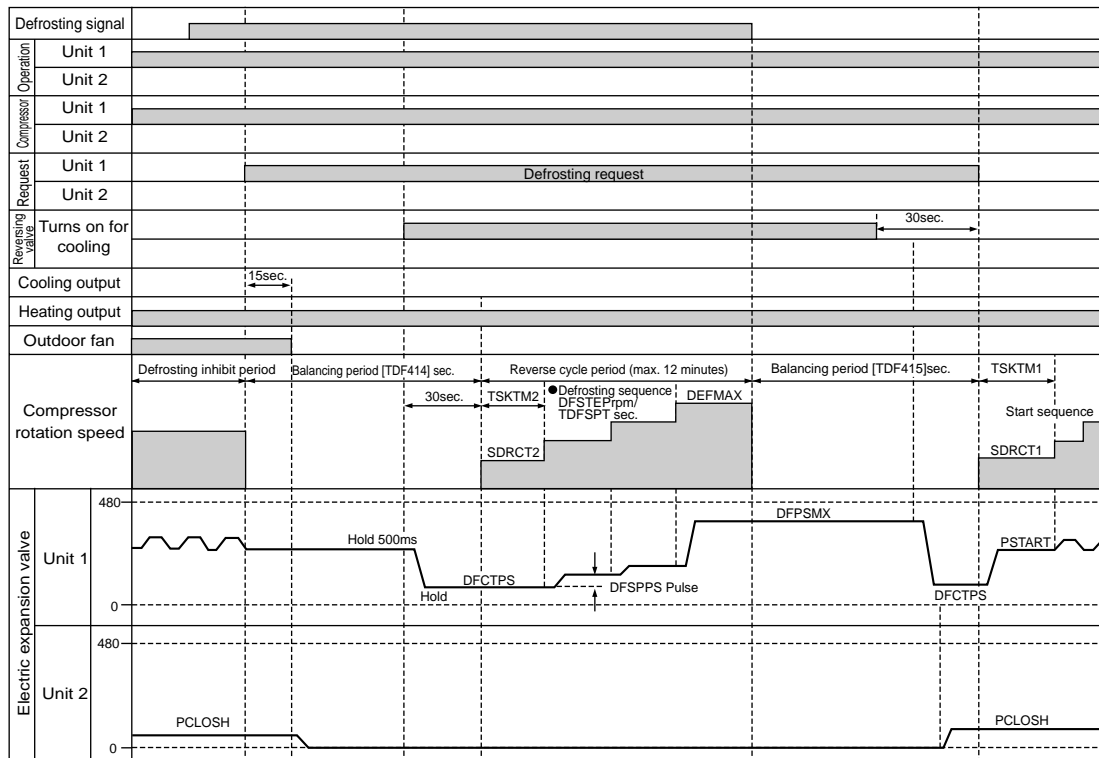 Defrosting signal
Operation
Unit 1
Unit 2
Compressor
Unit 1
Unit 2
Request
Unit 1
Defrosting request
Unit 2
Reversing valve
Turns on for cooling
30sec.
Cooling output
15sec.
Heating output
Outdoor fan
Compressor rotation speed
Defrosting inhibit period
Balancing period [TDF414] sec.
Reverse cycle period (max. 12 minutes)
Balancing period [TDF415]sec.
TSKTM1
30sec.
TSKTM2
●Defrosting sequence
DFSTEPrpm/
TDFSPT sec.
DEFMAX
Start sequence
SDRCT2
SDRCT1
Electric expansion valve
Unit 1
480
0
Hold 500ms
Hold
DFCTPS
DFSPPS Pulse
DFPSMX
DFCTPS
PSTART
Unit 2
480
0
PCLOSH
PCLOSH